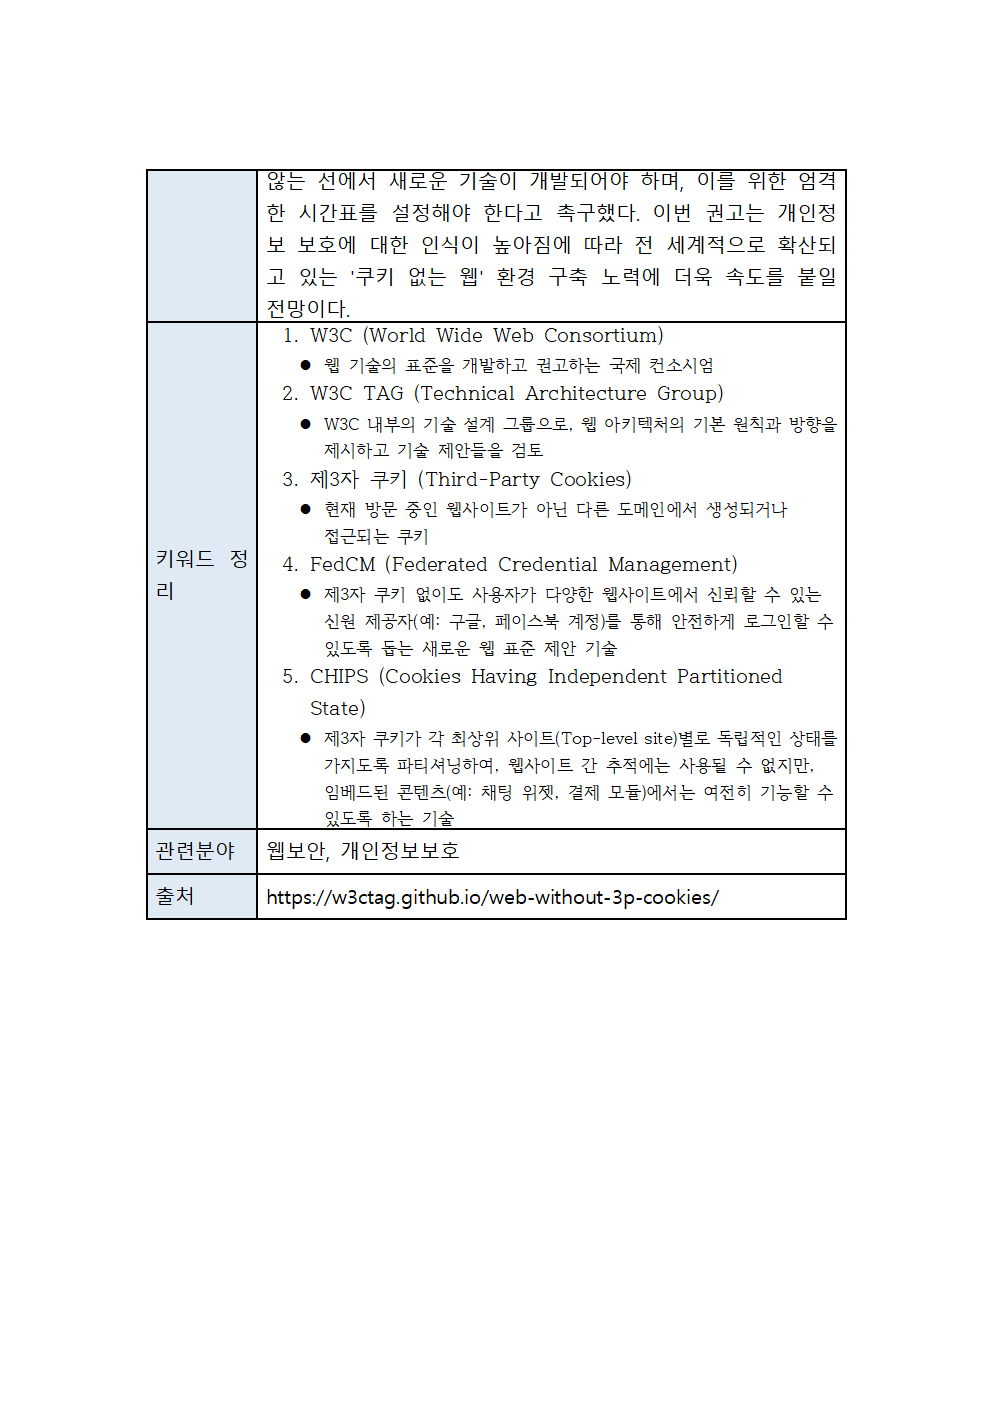 않는 선에서 새로운 기술이 개발되어야 하며, 이를 위한 엄격
한 시간표를 설정해야 한다고 촉구했다. 이번 권고는 개인정
보 보호에 대한 인식이 높아짐에 따라 전 세계적으로 확산되
고 있는 '쿠키 없는 웹' 환경 구축 노력에 더욱 속도를 붙일
전망이다.
키워드 정
리
1. W3C (World Wide Web Consortium)
● 웹 기술의 표준을 개발하고 권고하는 국제 컨소시엄
2. W3C TAG (Technical Architecture Group)
● W3C 내부의 기술 설계 그룹으로, 웹 아키텍처의 기본 원칙과 방향을
제시하고 기술 제안들을 검토
3. 제3자 쿠키 (Third-Party Cookies)
● 현재 방문 중인 웹사이트가 아닌 다른 도메인에서 생성되거나
접근되는 쿠키
4. FedCM (Federated Credential Management)
● 제3자 쿠키 없이도 사용자가 다양한 웹사이트에서 신뢰할 수 있는
신원 제공자(예: 구글, 페이스북 계정)를 통해 안전하게 로그인할 수
있도록 돕는 새로운 웹 표준 제안 기술
5. CHIPS (Cookies Having Independent Partitioned
State)
● 제3자 쿠키가 각 최상위 사이트(Top-level site)별로 독립적인 상태를
가지도록 파티셔닝하여, 웹사이트 간 추적에는 사용될 수 없지만,
임베드된 콘텐츠(예: 채팅 위젯, 결제 모듈)에서는 여전히 기능할 수
있도록 하는 기술
관련분야
웹보안, 개인정보보호
출처
https://w3ctag.github.io/web-without-3p-cookies/